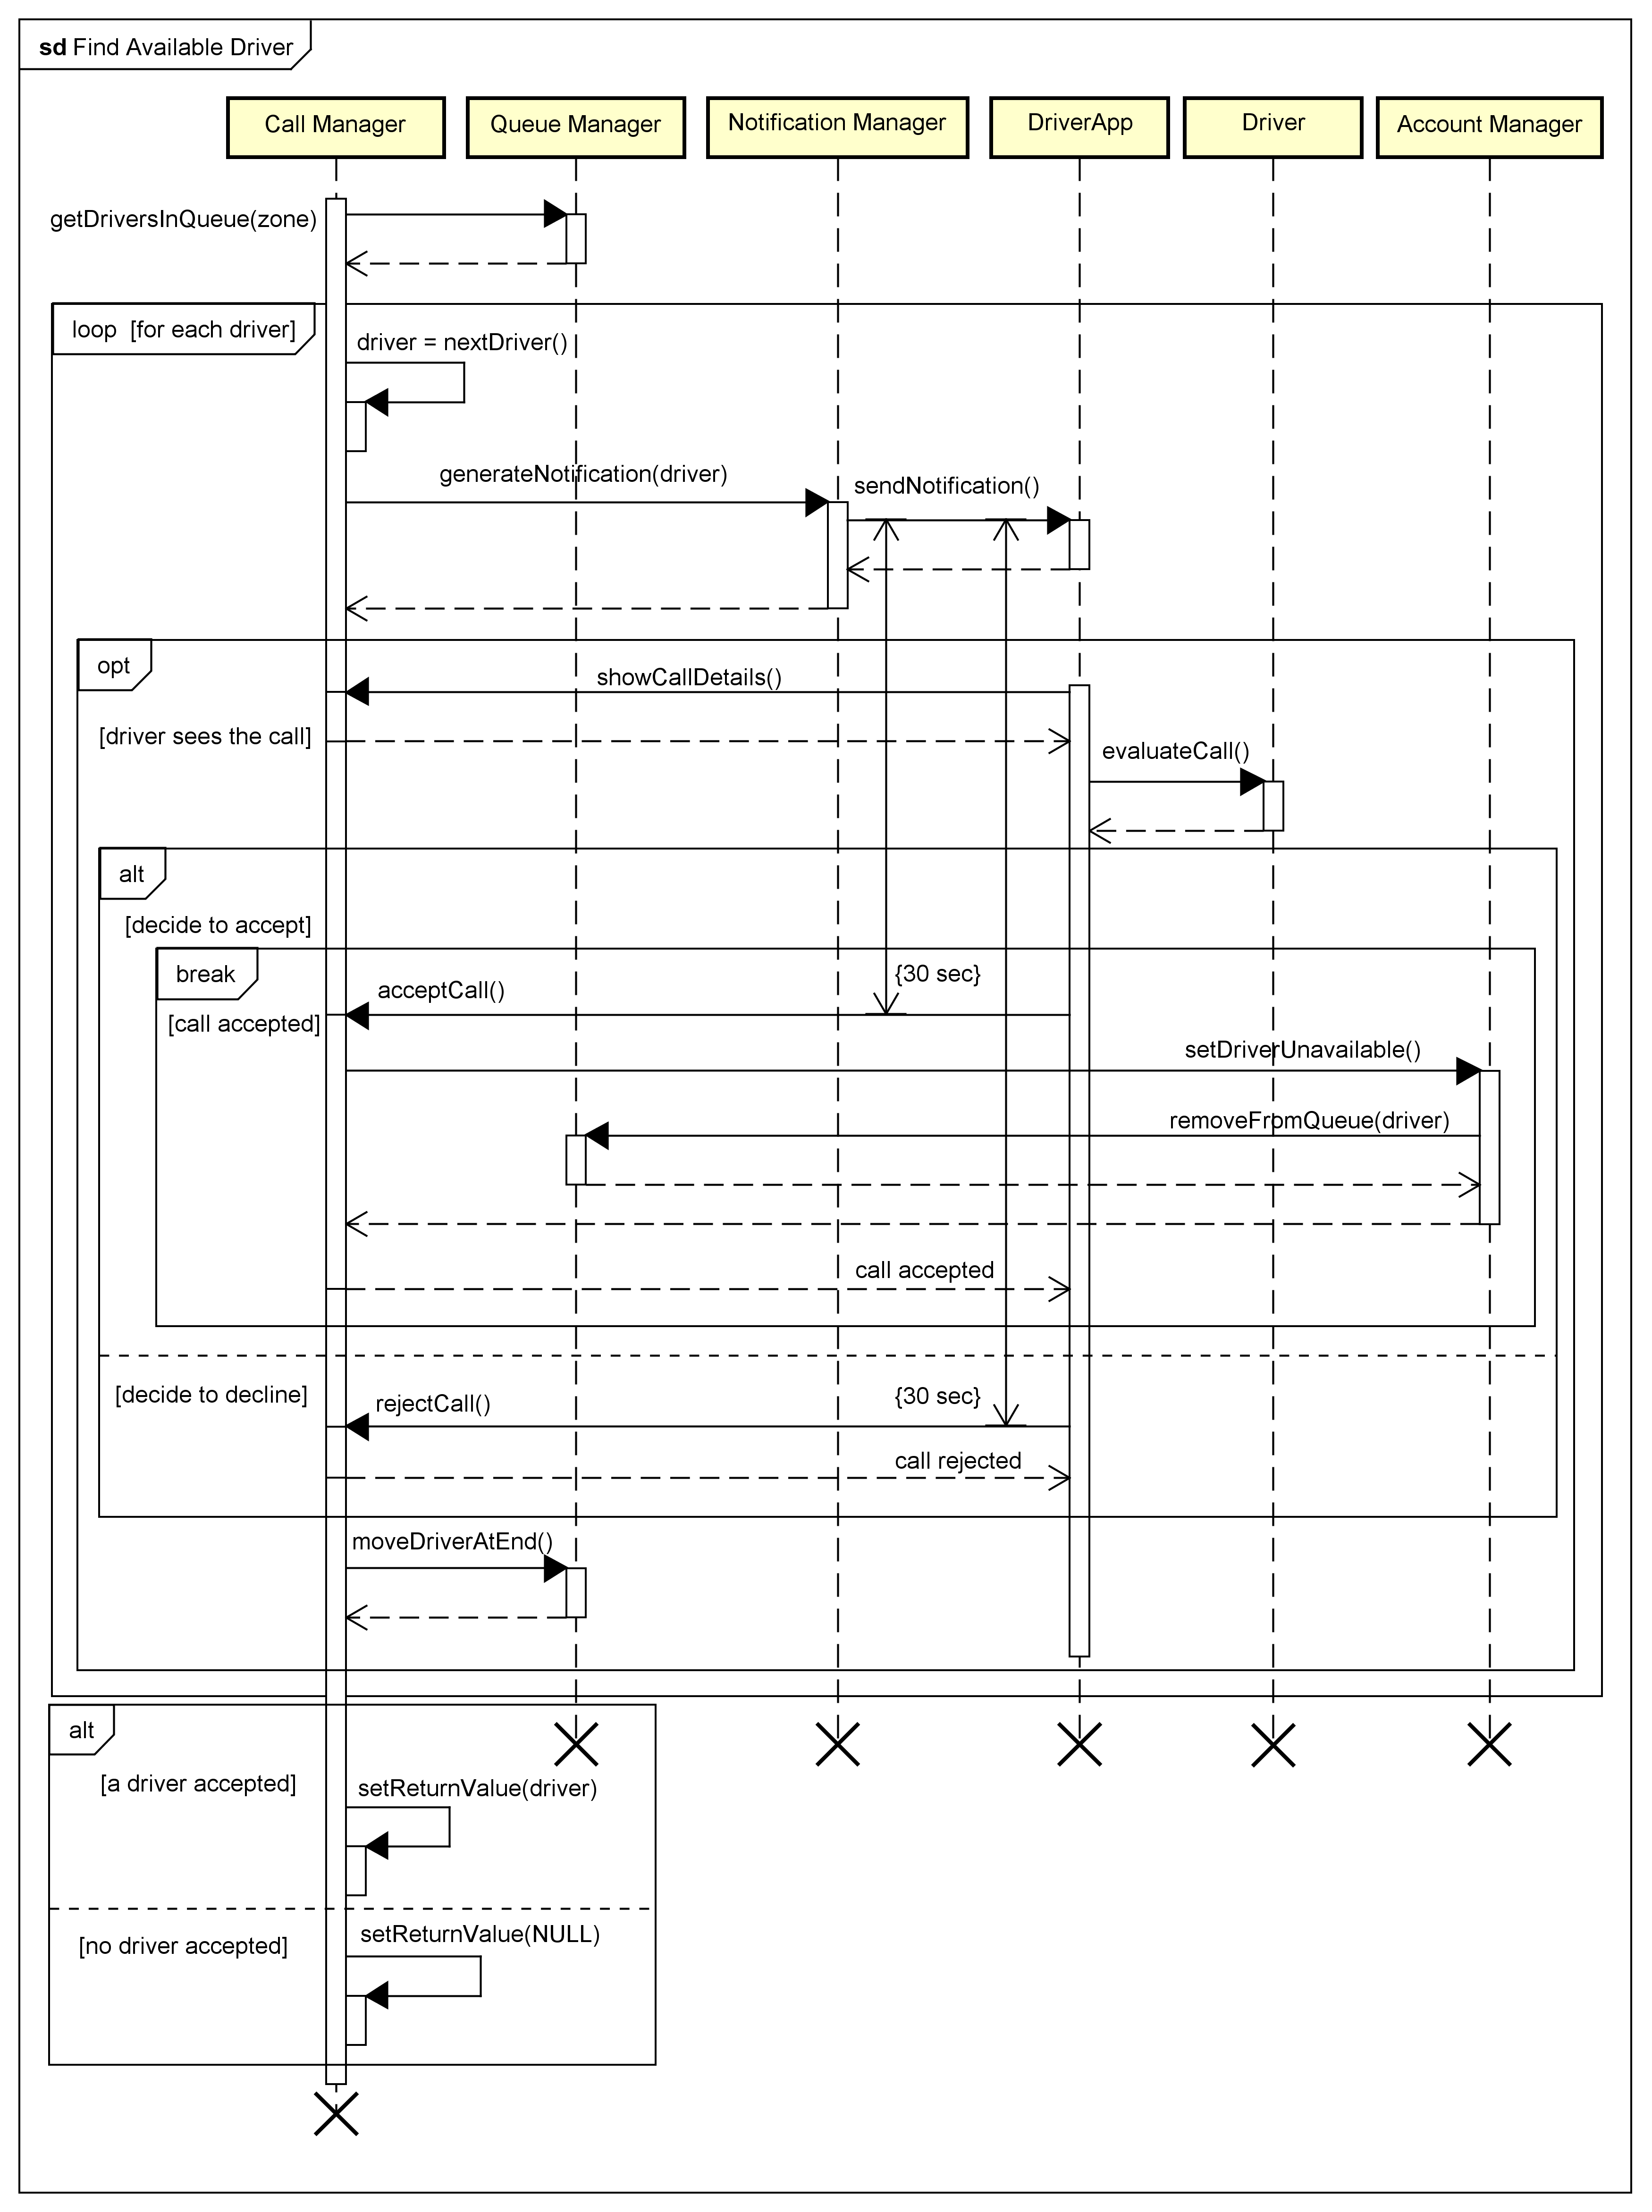 sd Find Available Driver
Call Manager
Queue Manager
Notification Manager
DriverApp
Driver
Account Manager
getDriversInQueue(zone)
loop [for each driver]
driver = nextDriver()
generateNotification(driver)
sendNotification()
opt
showCallDetails()
[driver sees the call]
evaluateCall()
alt
[decide to accept]
break
{30 sec}
acceptCall()
[call accepted]
setDriverUnavailable()
removeFromQueue(driver)
call accepted
[decide to decline]
{30 sec}
rejectCall()
call rejected
moveDriverAtEnd()
alt
[a driver accepted]
setReturnValue(driver)
[no driver accepted]
setReturnValue(NULL)